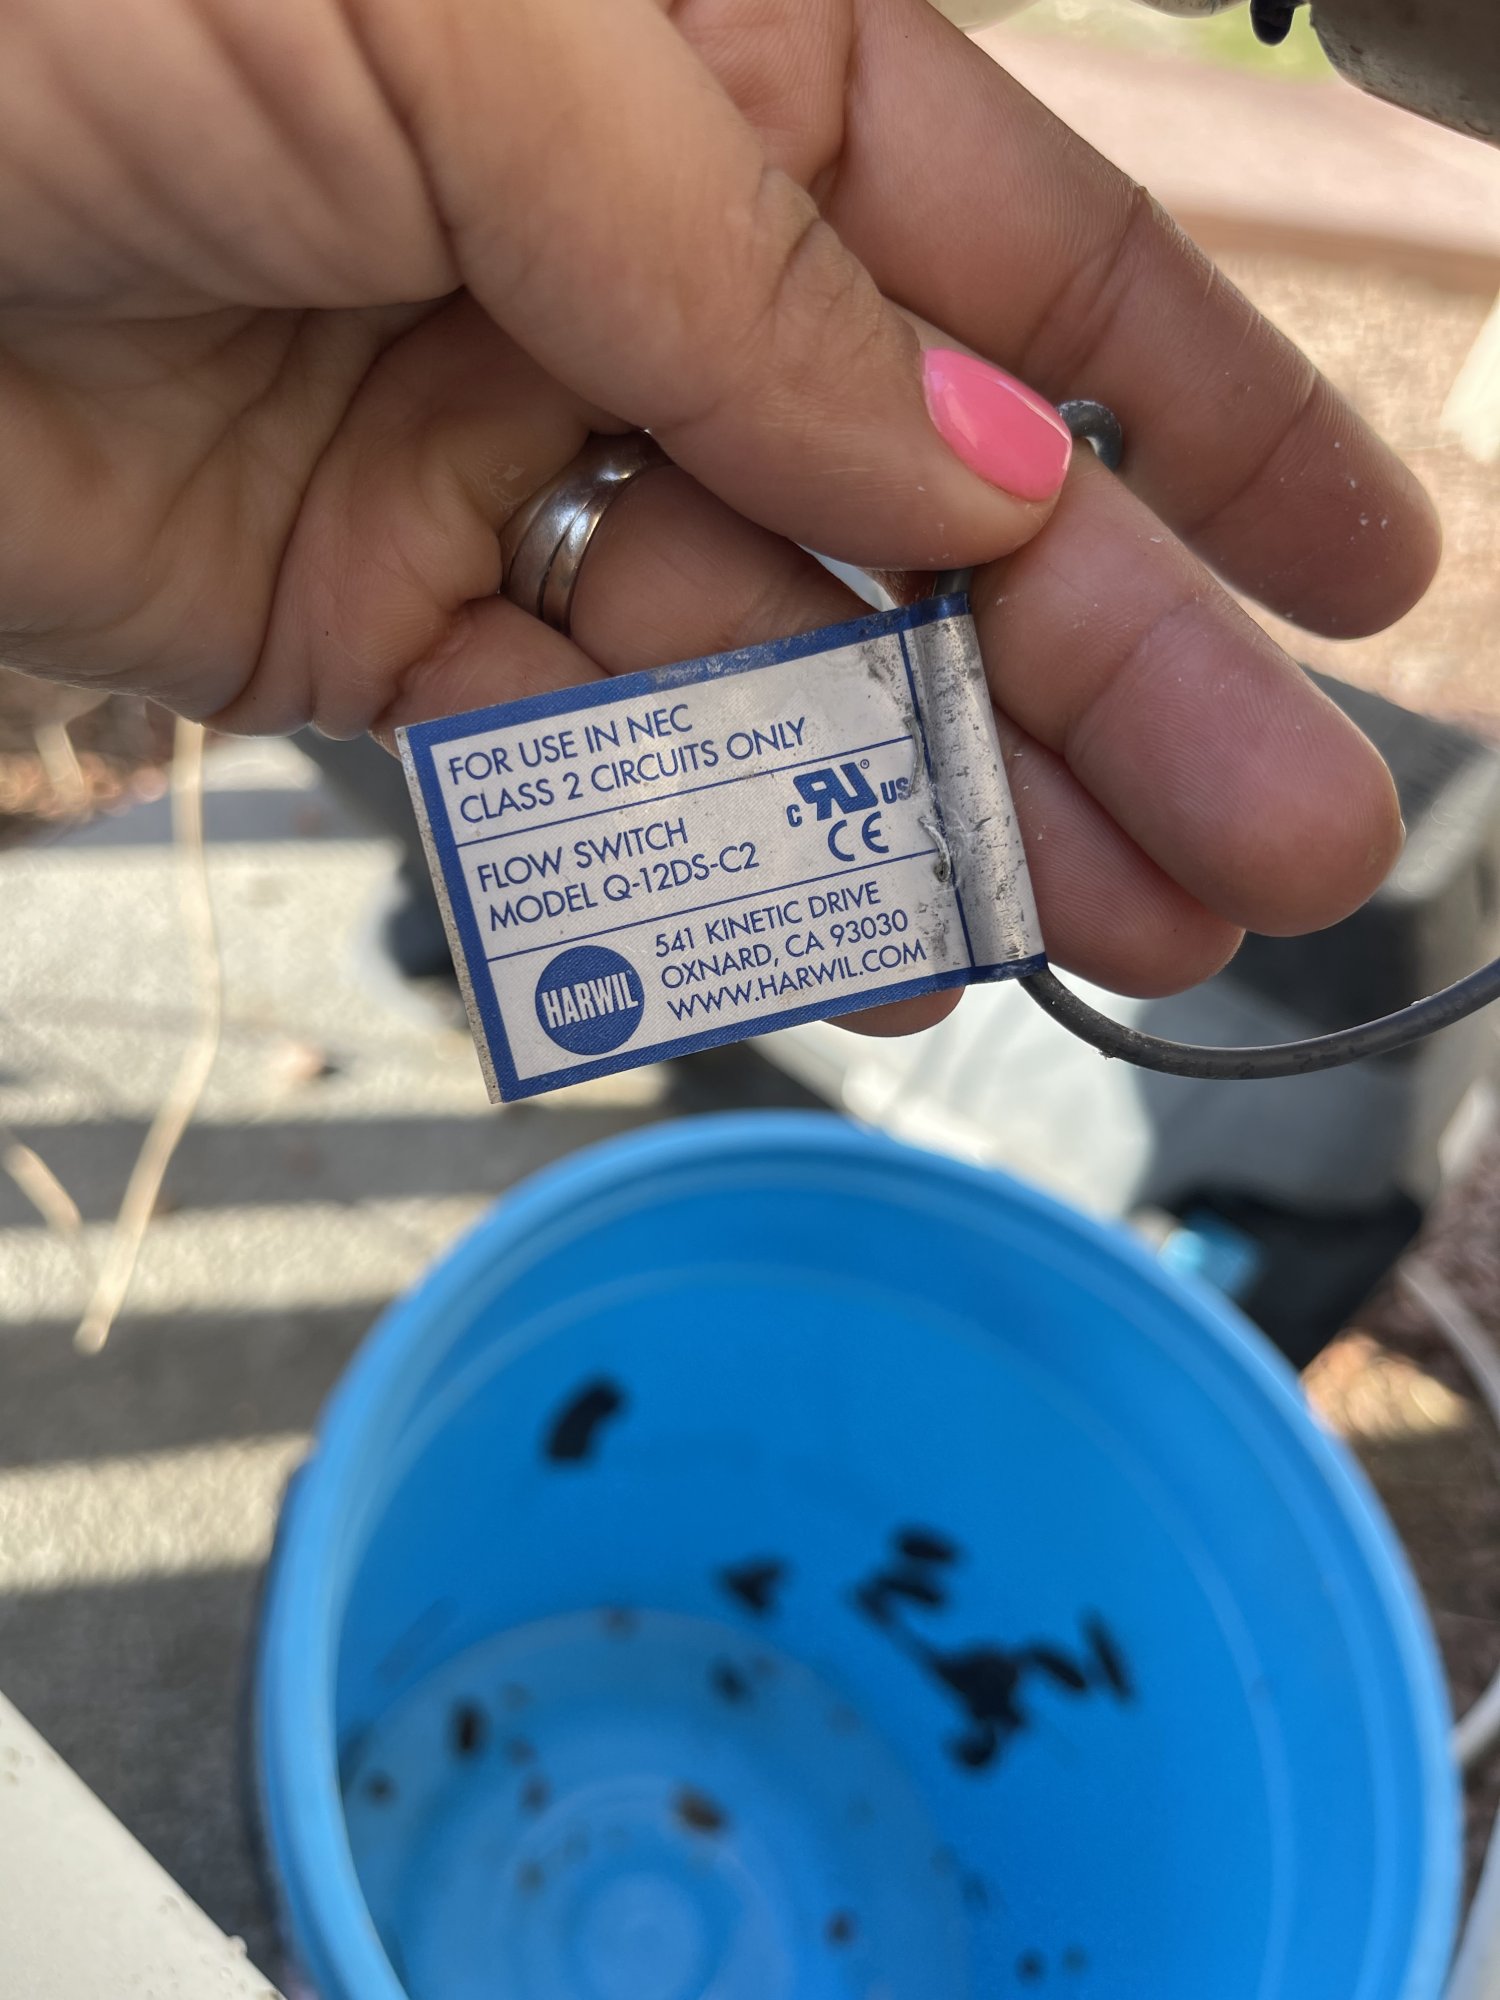 FOR USE IN NEC
CLASS 2 CIRCUITS ONLY
FLOW SWITCH
MODEL Q-12DS-C2
c RU ® US
CE
HARWIL
541 KINETIC DRIVE
OXNARD, CA 93030
WWW.HARWIL.COM